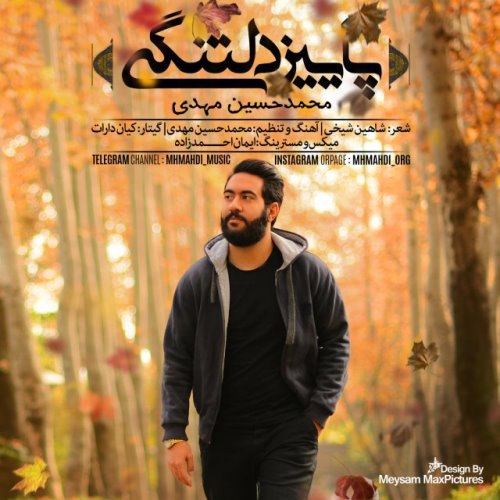 پاییز دلتنگی
محمدحسین مهدی
شعر: شاهین شیخی | آهنگ و تنظیم: محمدحسین مهدی | گیتار: کیان دارات
میکس و مسترینگ: ایمان احـــمدزاده
TELEGRAM CHANNEL : MHMAHDI_MUSIC INSTAGRAM ORPAGE : MHMAHDI_ORG
Design By
Meysam MaxPictures